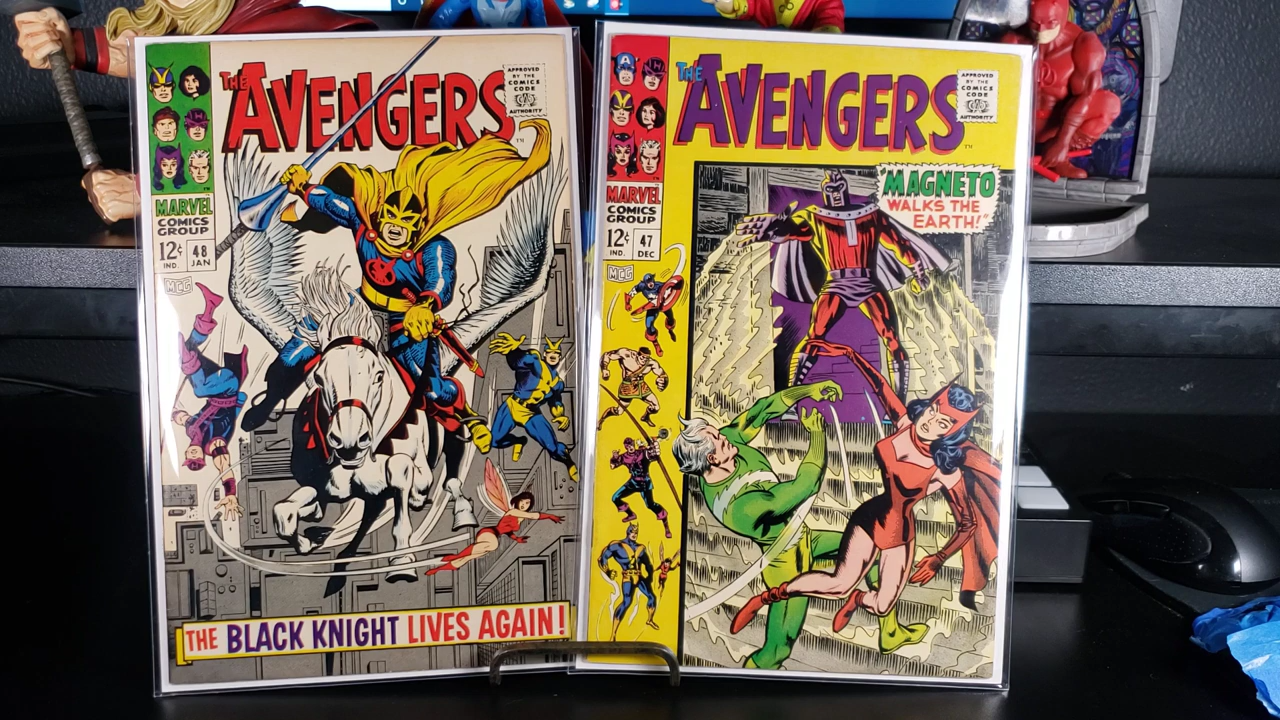 THE AVENGERS
APPROVED
BY THE
COMICS
CODE
AUTHORITY
TM
MARVEL
COMICS
GROUP
12¢
IND.
48
JAN
MCG
THE BLACK KNIGHT LIVES AGAIN!
THE AVENGERS
APPROVED
BY THE
COMICS
CODE
AUTHORITY
TM
MARVEL
COMICS
GROUP
12¢
IND.
47
DEC
MCG
"MAGNETO
WALKS THE
EARTH!"